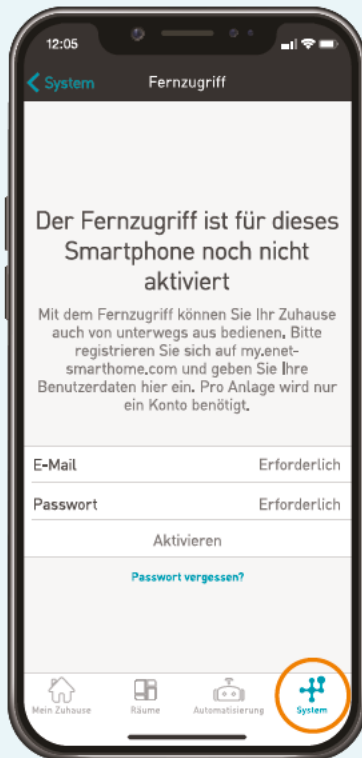 12:05
System Fernzugriff
Der Fernzugriff ist für dieses
Smartphone noch nicht
aktiviert
Mit dem Fernzugriff können Sie Ihr Zuhause
auch von unterwegs aus bedienen, Bitte
registrieren Sie sich auf my.enet-
smarthome.com und geben Sie Ihre
Benutzerdaten hier ein. Pro Anlage wird nur
ein Konto benötigt.
E-Mail Erforderlich
Passwort Erforderlich
Aktivieren
Passwort vergessen?
Mein Zuhause Räume Automatisierung System